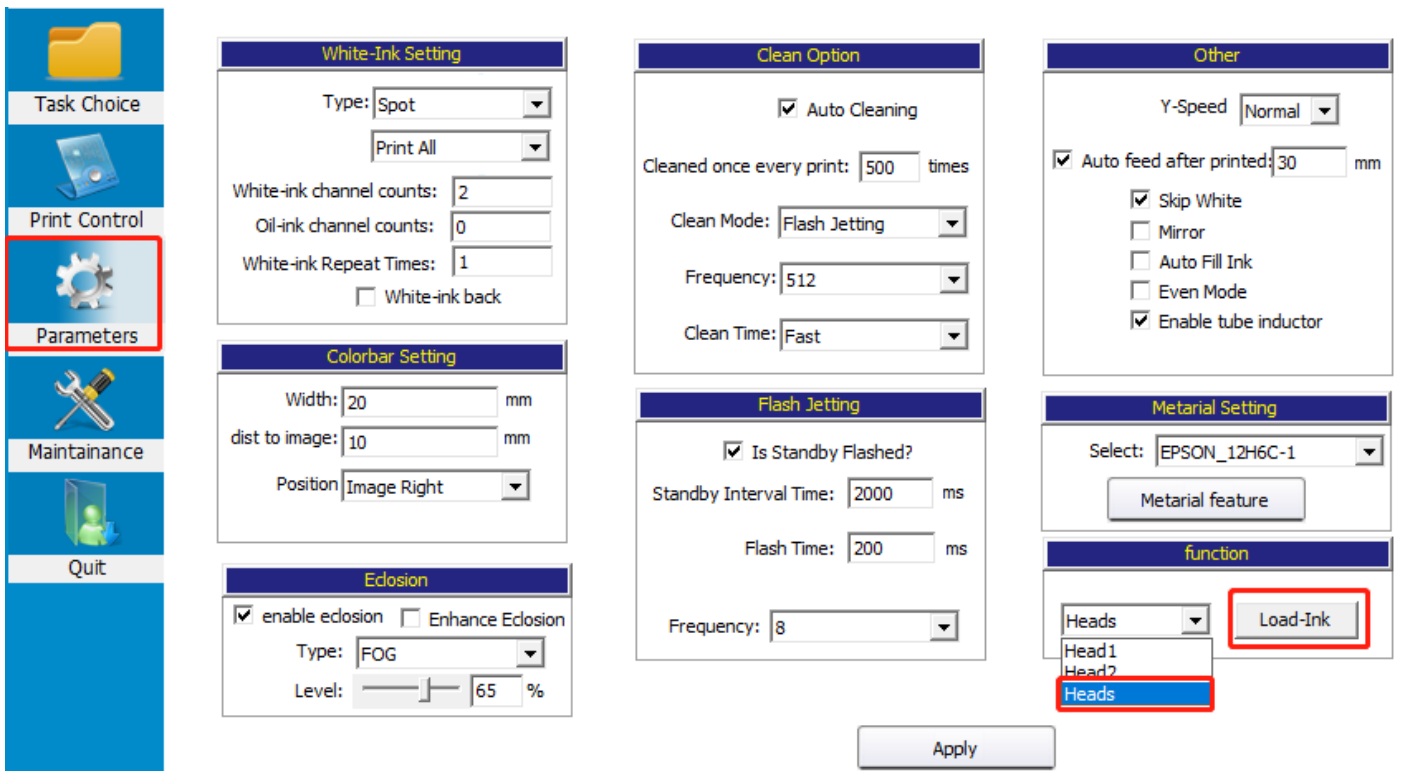 Task Choice
Print Control
Parameters
Maintainance
Quit
White-Ink Setting
Type: Spot
Print All
White-ink channel counts: 2
Oil-ink channel counts: 0
White-ink Repeat Times: 1
White-ink back
Colorbar Setting
Width: 20 mm
dist to image: 10 mm
Position Image Right
Eclosion
enable eclosion Enhance Eclosion
Type: FOG
Level: 65 %
Clean Option
Auto Cleaning
Cleaned once every print: 500 times
Clean Mode: Flash Jetting
Frequency: 512
Clean Time: Fast
Flash Jetting
Is Standby Flashed?
Standby Interval Time: 2000 ms
Flash Time: 200 ms
Frequency: 8
Other
Y-Speed Normal
Auto feed after printed: 30 mm
Skip White
Mirror
Auto Fill Ink
Even Mode
Enable tube inductor
Metarial Setting
Select: EPSON_12H6C-1
Metarial feature
function
Heads Load-Ink
Head1
Head2
Heads
Apply